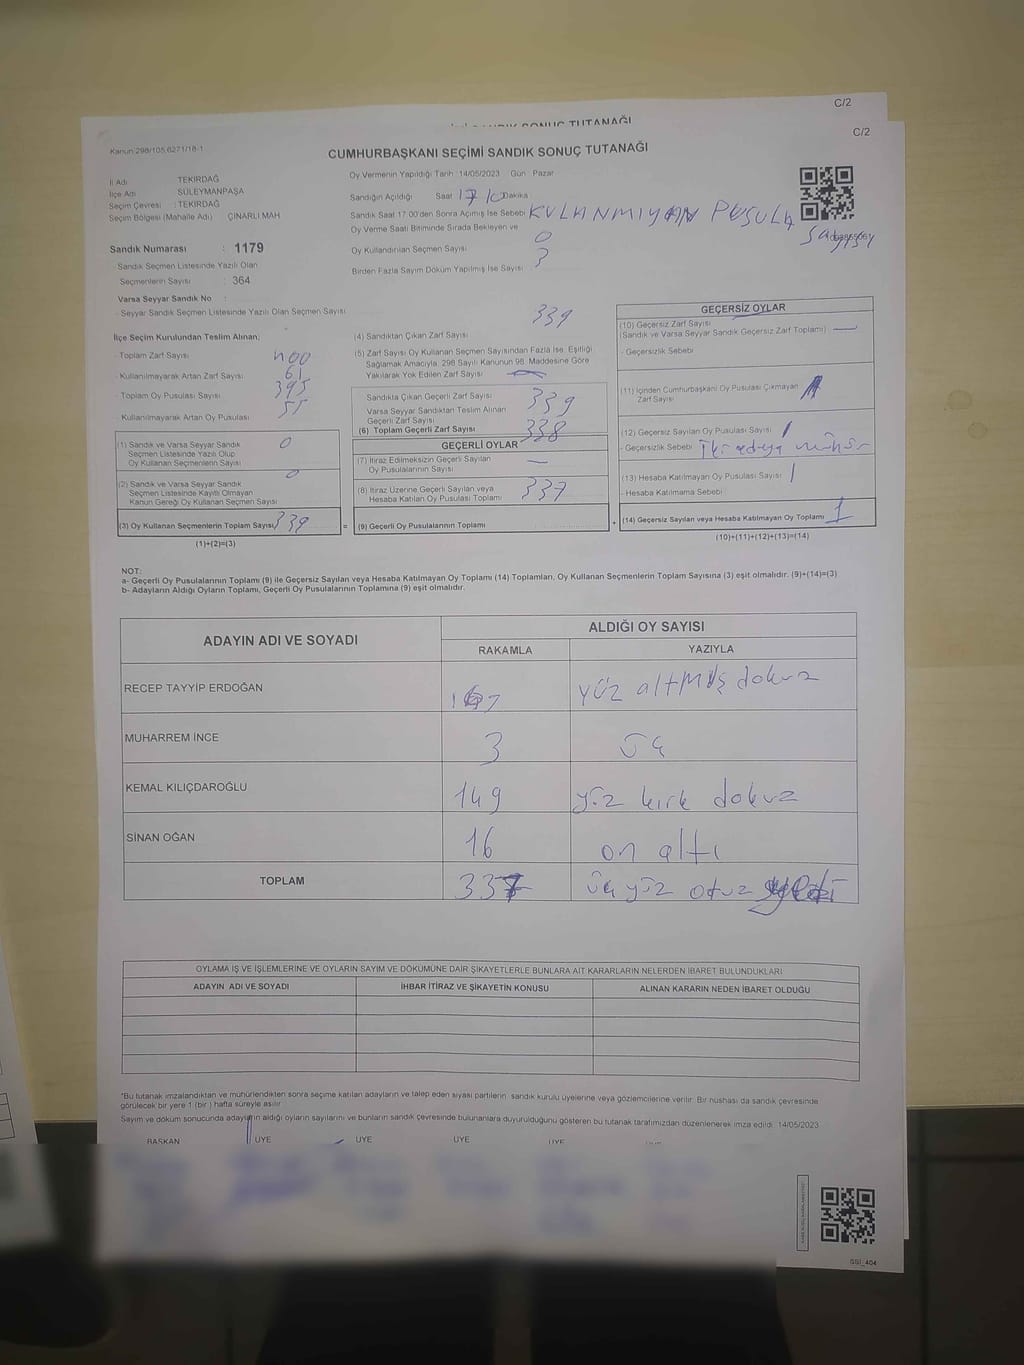 C/2
SANDIK SONUÇ TUTANAĞI
C/2
Kanun 298/105 6271/18-1
CUMHURBAŞKANI SEÇİMİ SANDIK SONUÇ TUTANAĞI
İl Adı TEKİRDAĞ
İlçe Adı SÜLEYMANPAŞA
Seçim Çevresi : TEKİRDAĞ
Seçim Bölgesi (Mahalle Adı) ÇINARLI MAH
Oy Vermenin Yapıldığı Tarih 14/05/2023 Gün Pazar
Sandığın Açıldığı Saat 17 10 Dakika
Sandık Saat 17 00'den Sonra Açımış İse Sebebi KULANMIYAN PUSULA
Oy Verme Saati Bitiminde Sırada Bekleyen ve
Oy Kullandırılan Seçmen Sayısı 0
Birden Fazla Sayım Döküm Yapılmış İse Sayısı
Sandık Numarası : 1179
Sandık Seçmen Listesinde Yazılı Olan
Seçmenlerin Sayısı : 364
Varsa Seyyar Sandık No :
- Seyyar Sandık Seçmen Listesinde Yazılı Olan Seçmen Sayısı
İlçe Seçim Kurulundan Teslim Alınan;
- Toplam Zarf Sayısı 400
- Kullanılmayarak Artan Zarf Sayısı 61
- Toplam Oy Pusulası Sayısı 395
- Kullanılmayarak Artan Oy Pusulası 55
(1) Sandık ve Varsa Seyyar Sandık
Seçmen Listesinde Yazılı Olup
Oy Kullanan Seçmenlerin Sayısı 0
(2) Sandık ve Varsa Seyyar Sandık
Seçmen Listesinde Kayıtlı Olmayan
Kanun Gereği Oy Kullanan Seçmen Sayısı 0
(3) Oy Kullanan Seçmenlerin Toplam Sayısı 339
(1)+(2)=(3)
(4) Sandıktan Çıkan Zarf Sayısı 339
(5) Zarf Sayısı Oy Kullanan Seçmen Sayısından Fazla İse, Eşitliği
Sağlamak Amacıyla, 298 Sayılı Kanunun 98. Maddesine Göre
Yakılarak Yok Edilen Zarf Sayısı —
Sandıkta Çıkan Geçerli Zarf Sayısı 339
Varsa Seyyar Sandıktan Teslim Alınan
Geçerli Zarf Sayısı
(6) Toplam Geçerli Zarf Sayısı 338
GEÇERLİ OYLAR
(7) İtiraz Edilmeksizin Geçerli Sayılan
Oy Pusulalarının Sayısı —
(8) İtiraz Üzerine Geçerli Sayılan veya
Hesaba Katılan Oy Pusulası Toplamı 337
= (9) Geçerli Oy Pusulalarının Toplamı +
GEÇERSİZ OYLAR
(10) Geçersiz Zarf Sayısı
(Sandık ve Varsa Seyyar Sandık Geçersiz Zarf Toplamı) —
- Geçersizlik Sebebi
(11) İçinden Cumhurbaşkanı Oy Pusulası Çıkmayan
Zarf Sayısı
(12) Geçersiz Sayılan Oy Pusulası Sayısı 1
- Geçersizlik Sebebi iki adaya mühür
(13) Hesaba Katılmayan Oy Pusulası Sayısı 1
- Hesaba Katılmama Sebebi
(14) Geçersiz Sayılan veya Hesaba Katılmayan Oy Toplamı 1
(10)+(11)+(12)+(13)=(14)
NOT:
a- Geçerli Oy Pusulalarının Toplamı (9) ile Geçersiz Sayılan veya Hesaba Katılmayan Oy Toplamı (14) Toplamları, Oy Kullanan Seçmenlerin Toplam Sayısına (3) eşit olmalıdır. (9)+(14)=(3)
b- Adayların Aldığı Oyların Toplamı, Geçerli Oy Pusulalarının Toplamına (9) eşit olmalıdır.
ADAYIN ADI VE SOYADI
ALDIĞI OY SAYISI
RAKAMLA YAZIYLA
RECEP TAYYİP ERDOĞAN yüz altmış dokuz
MUHARREM İNCE 3 üç
KEMAL KILIÇDAROĞLU 149 yüz kırk dokuz
SİNAN OĞAN 16 on altı
TOPLAM 337 üç yüz otuz yedi
OYLAMA İŞ VE İŞLEMLERİNE VE OYLARIN SAYIM VE DÖKÜMÜNE DAİR ŞİKAYETLERLE BUNLARA AİT KARARLARIN NELERDEN İBARET BULUNDUKLARI
ADAYIN ADI VE SOYADI İHBAR İTİRAZ VE ŞİKAYETİN KONUSU ALINAN KARARIN NEDEN İBARET OLDUĞU
*Bu tutanak imzalandıktan ve mühürlendikten sonra seçime katılan adayların ve talep eden siyasi partilerin sandık kurulu üyelerine veya gözlemcilerine verilir. Bir nüshası da sandık çevresinde
görülecek bir yere 1 (bir) hafta süreyle asılır
Sayım ve döküm sonucunda adayların aldığı oyların sayılarını ve bunların sandık çevresinde bulunanlara duyurulduğunu gösteren bu tutanak tarafımızdan düzenlenerek imza edildi. 14/05/2023
BAŞKAN ÜYE ÜYE ÜYE ÜYE
SSİ_404